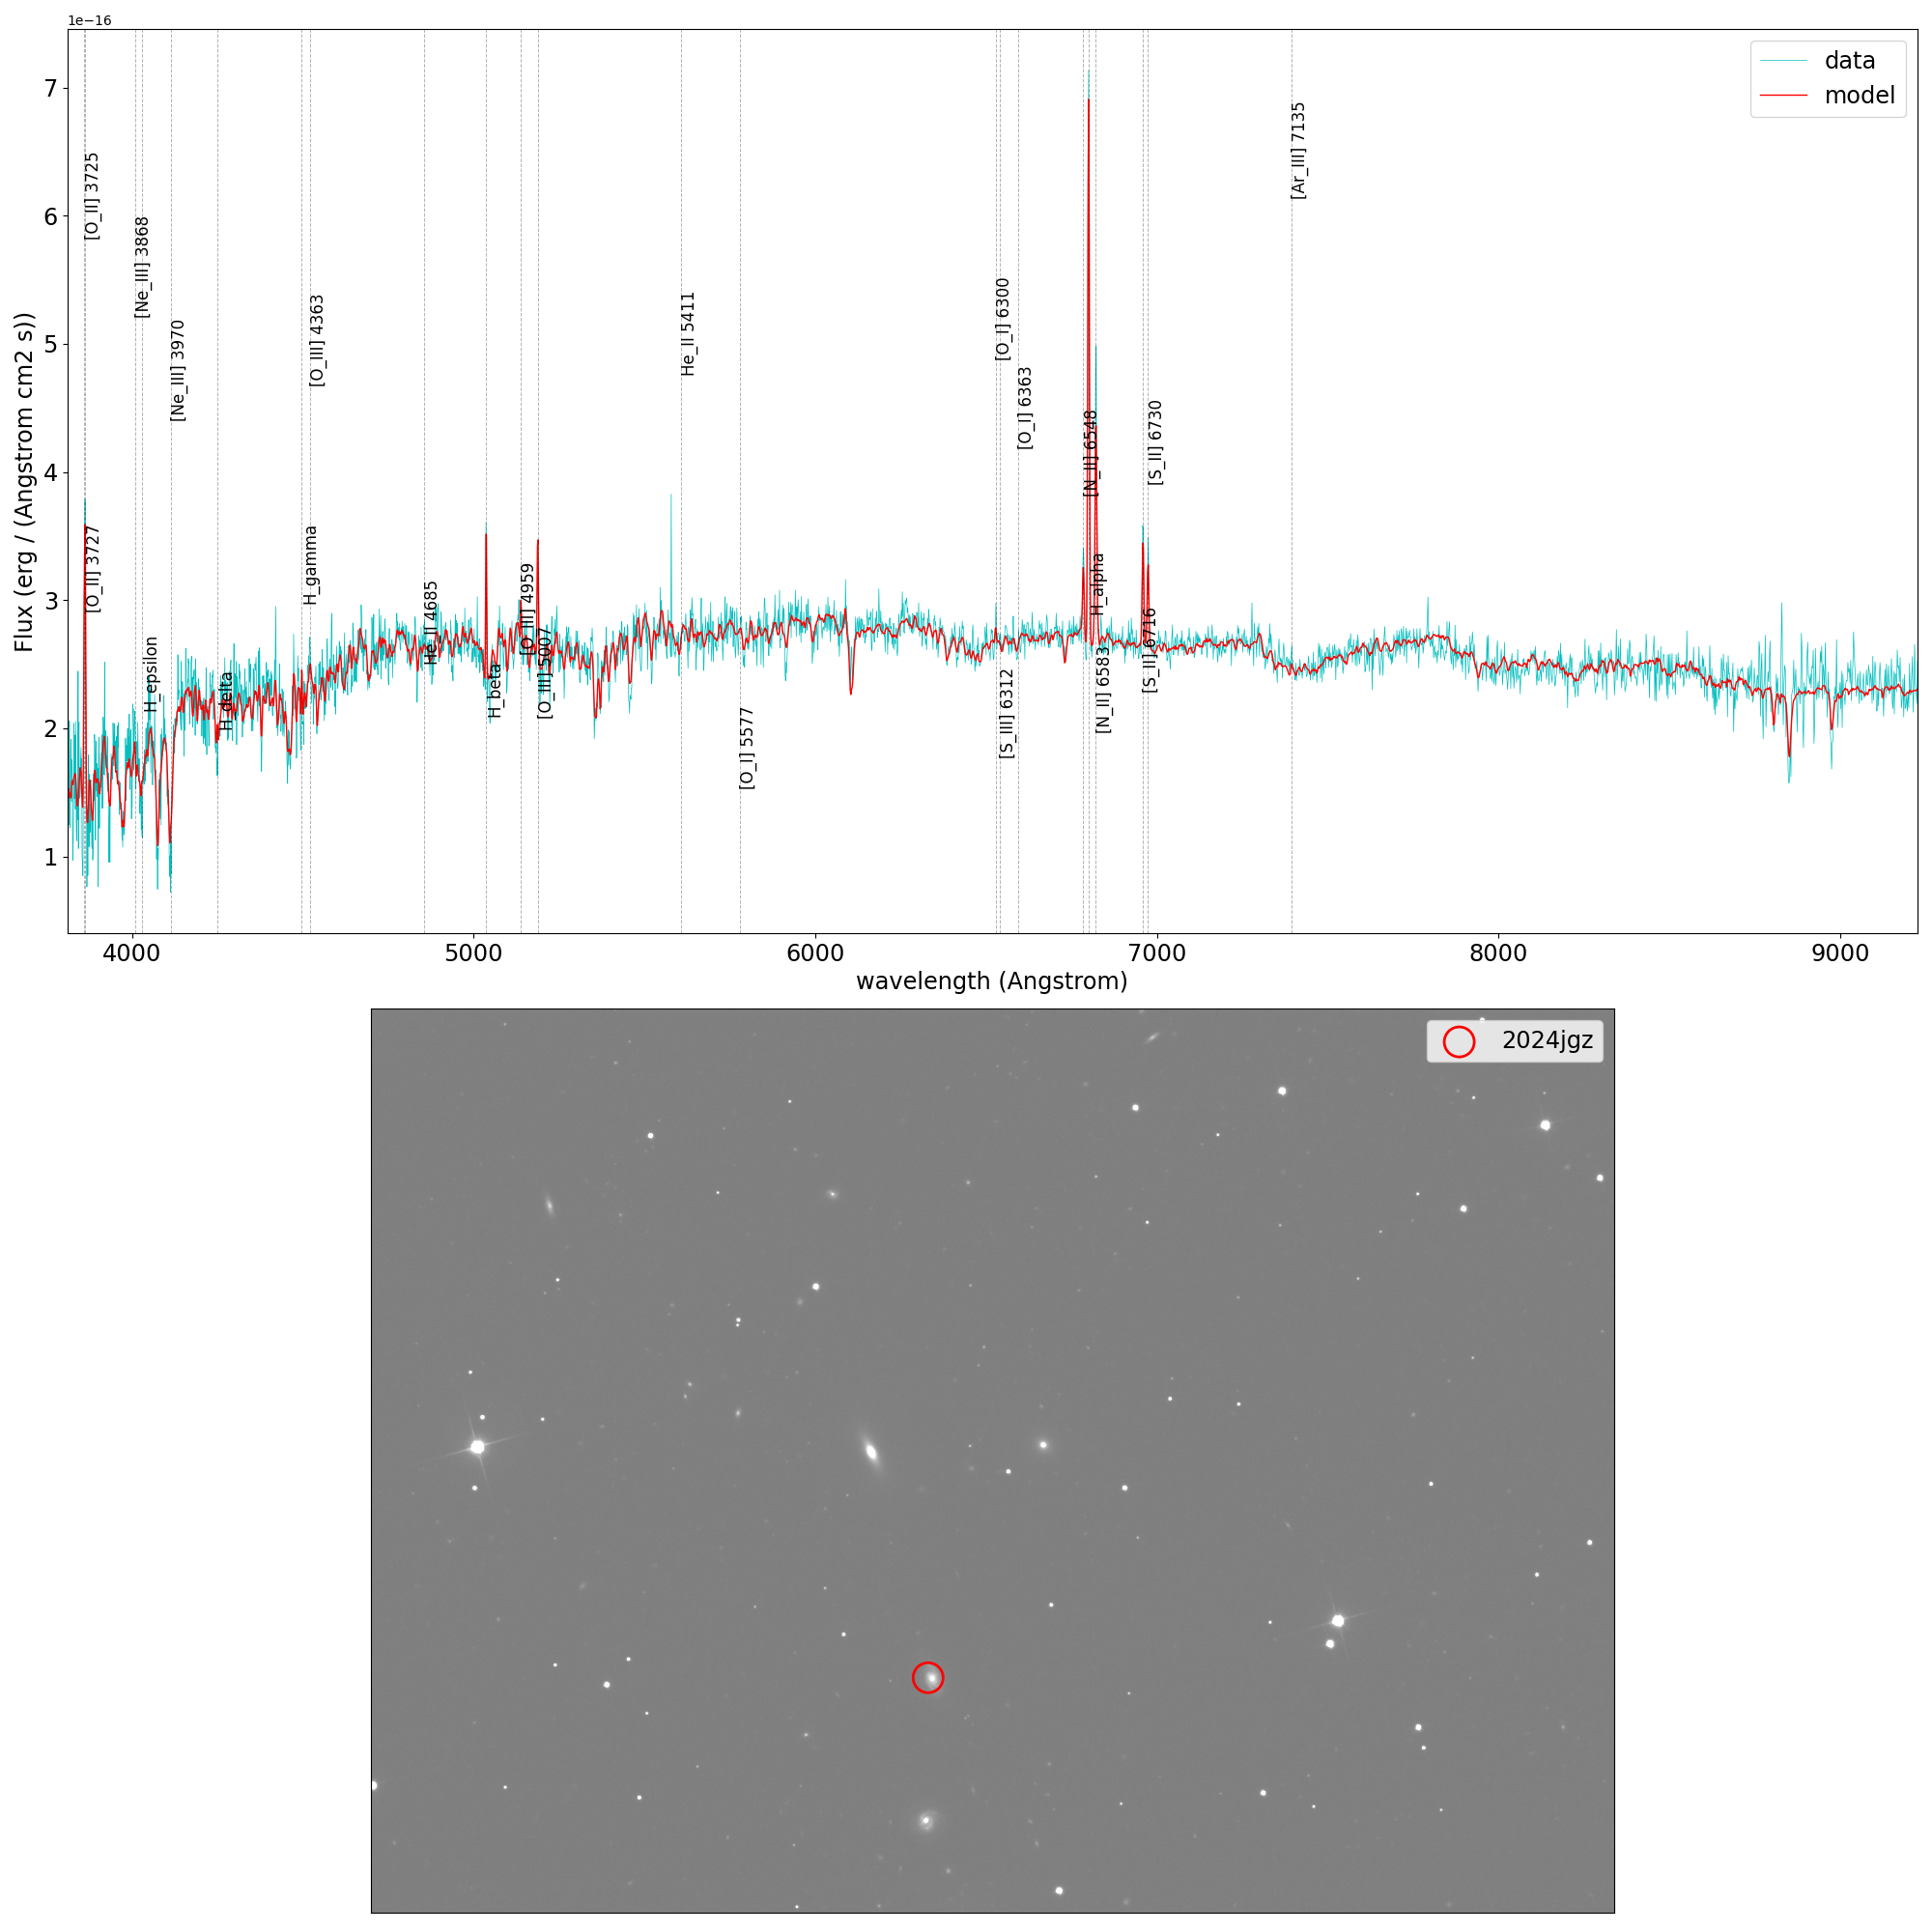 1e−16
data
model
7
6
5
4
3
2
1
Flux (erg / (Angstrom cm2 s))
[O_II] 3725
[O_II] 3727
[Ne_III] 3868
H_epsilon
[Ne_III] 3970
H_delta
H_gamma
[O_III] 4363
He_II 4685
H_beta
[O_III] 4959
[O_III]5007
He_II 5411
[O_I] 5577
[O_I] 6300
[S_III] 6312
[O_I] 6363
[N_II] 6548
H_alpha
[N_II] 6583
[S_II] 6716
[S_II] 6730
[Ar_III] 7135
4000 5000 6000 7000 8000 9000
wavelength (Angstrom)
2024jgz